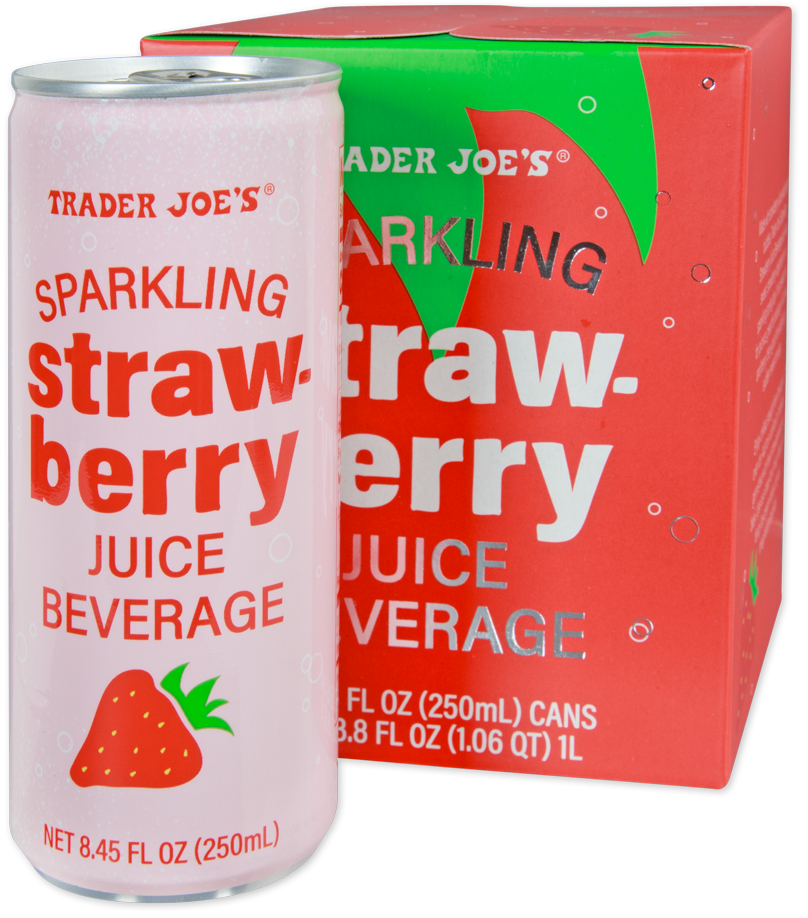 TRADER JOE'S®
SPARKLING
straw-
berry
JUICE
BEVERAGE
NET 8.45 FL OZ (250mL)
ADER JOE'S®
ARKLING
traw-
erry
JUICE
VERAGE
FL OZ (250mL) CANS
3.8 FL OZ (1.06 QT) 1L